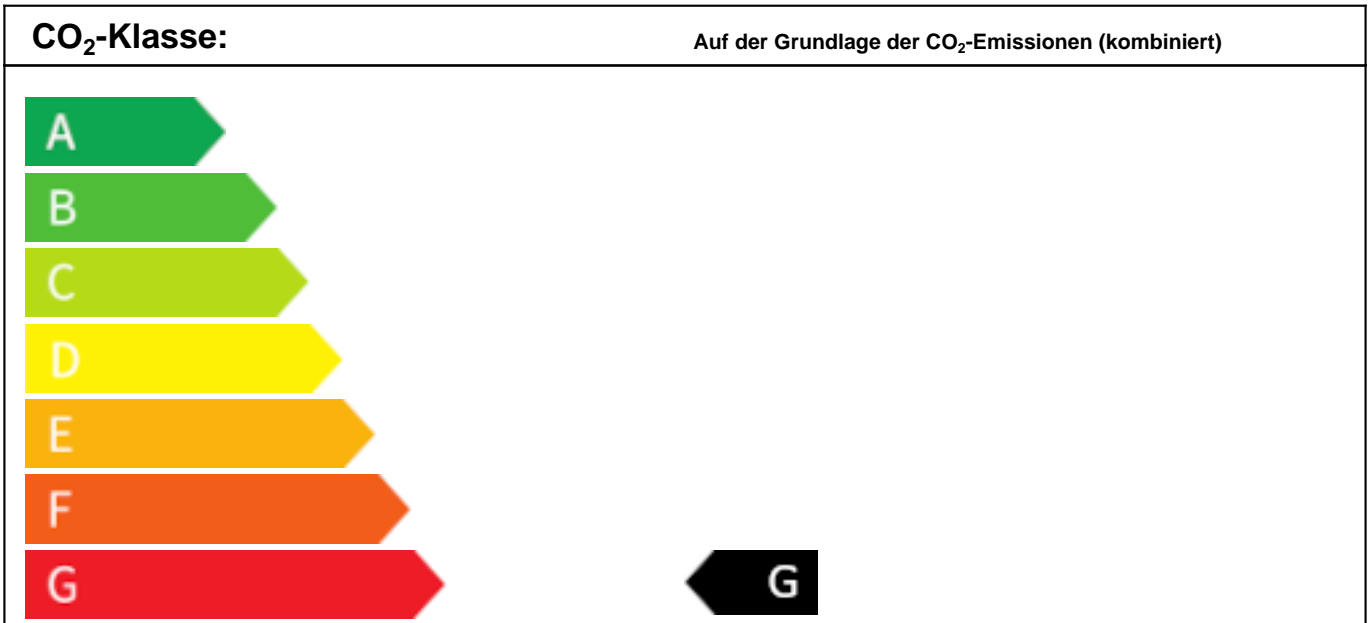 CO₂-Klasse: Auf der Grundlage der CO₂-Emissionen (kombiniert)
A
B
C
D
E
F
G G